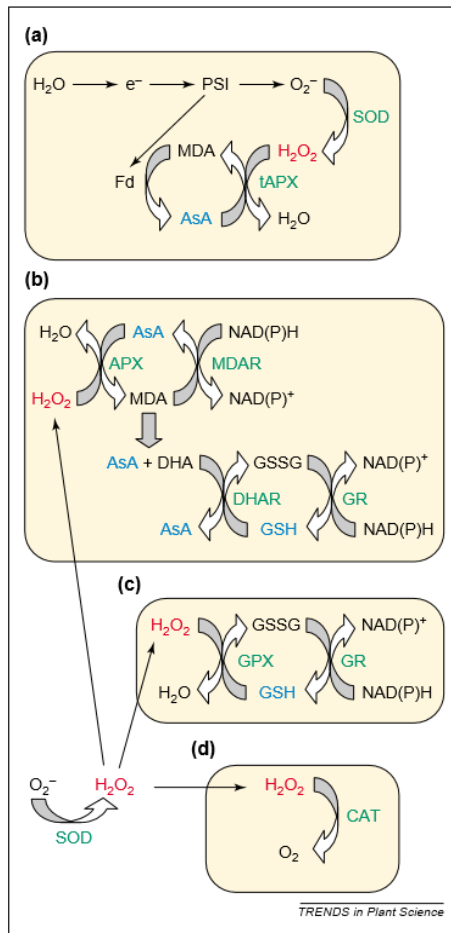 (a)
H₂O e⁻ PSI O₂⁻
SOD
MDA H₂O₂
Fd tAPX
AsA H₂O
(b)
H₂O AsA NAD(P)H
APX MDAR
H₂O₂ MDA NAD(P)⁺
AsA + DHA GSSG NAD(P)⁺
DHAR GR
AsA GSH NAD(P)H
(c)
H₂O₂ GSSG NAD(P)⁺
GPX GR
H₂O GSH NAD(P)H
(d)
O₂⁻ H₂O₂ H₂O₂
SOD CAT
O₂
TRENDS in Plant Science